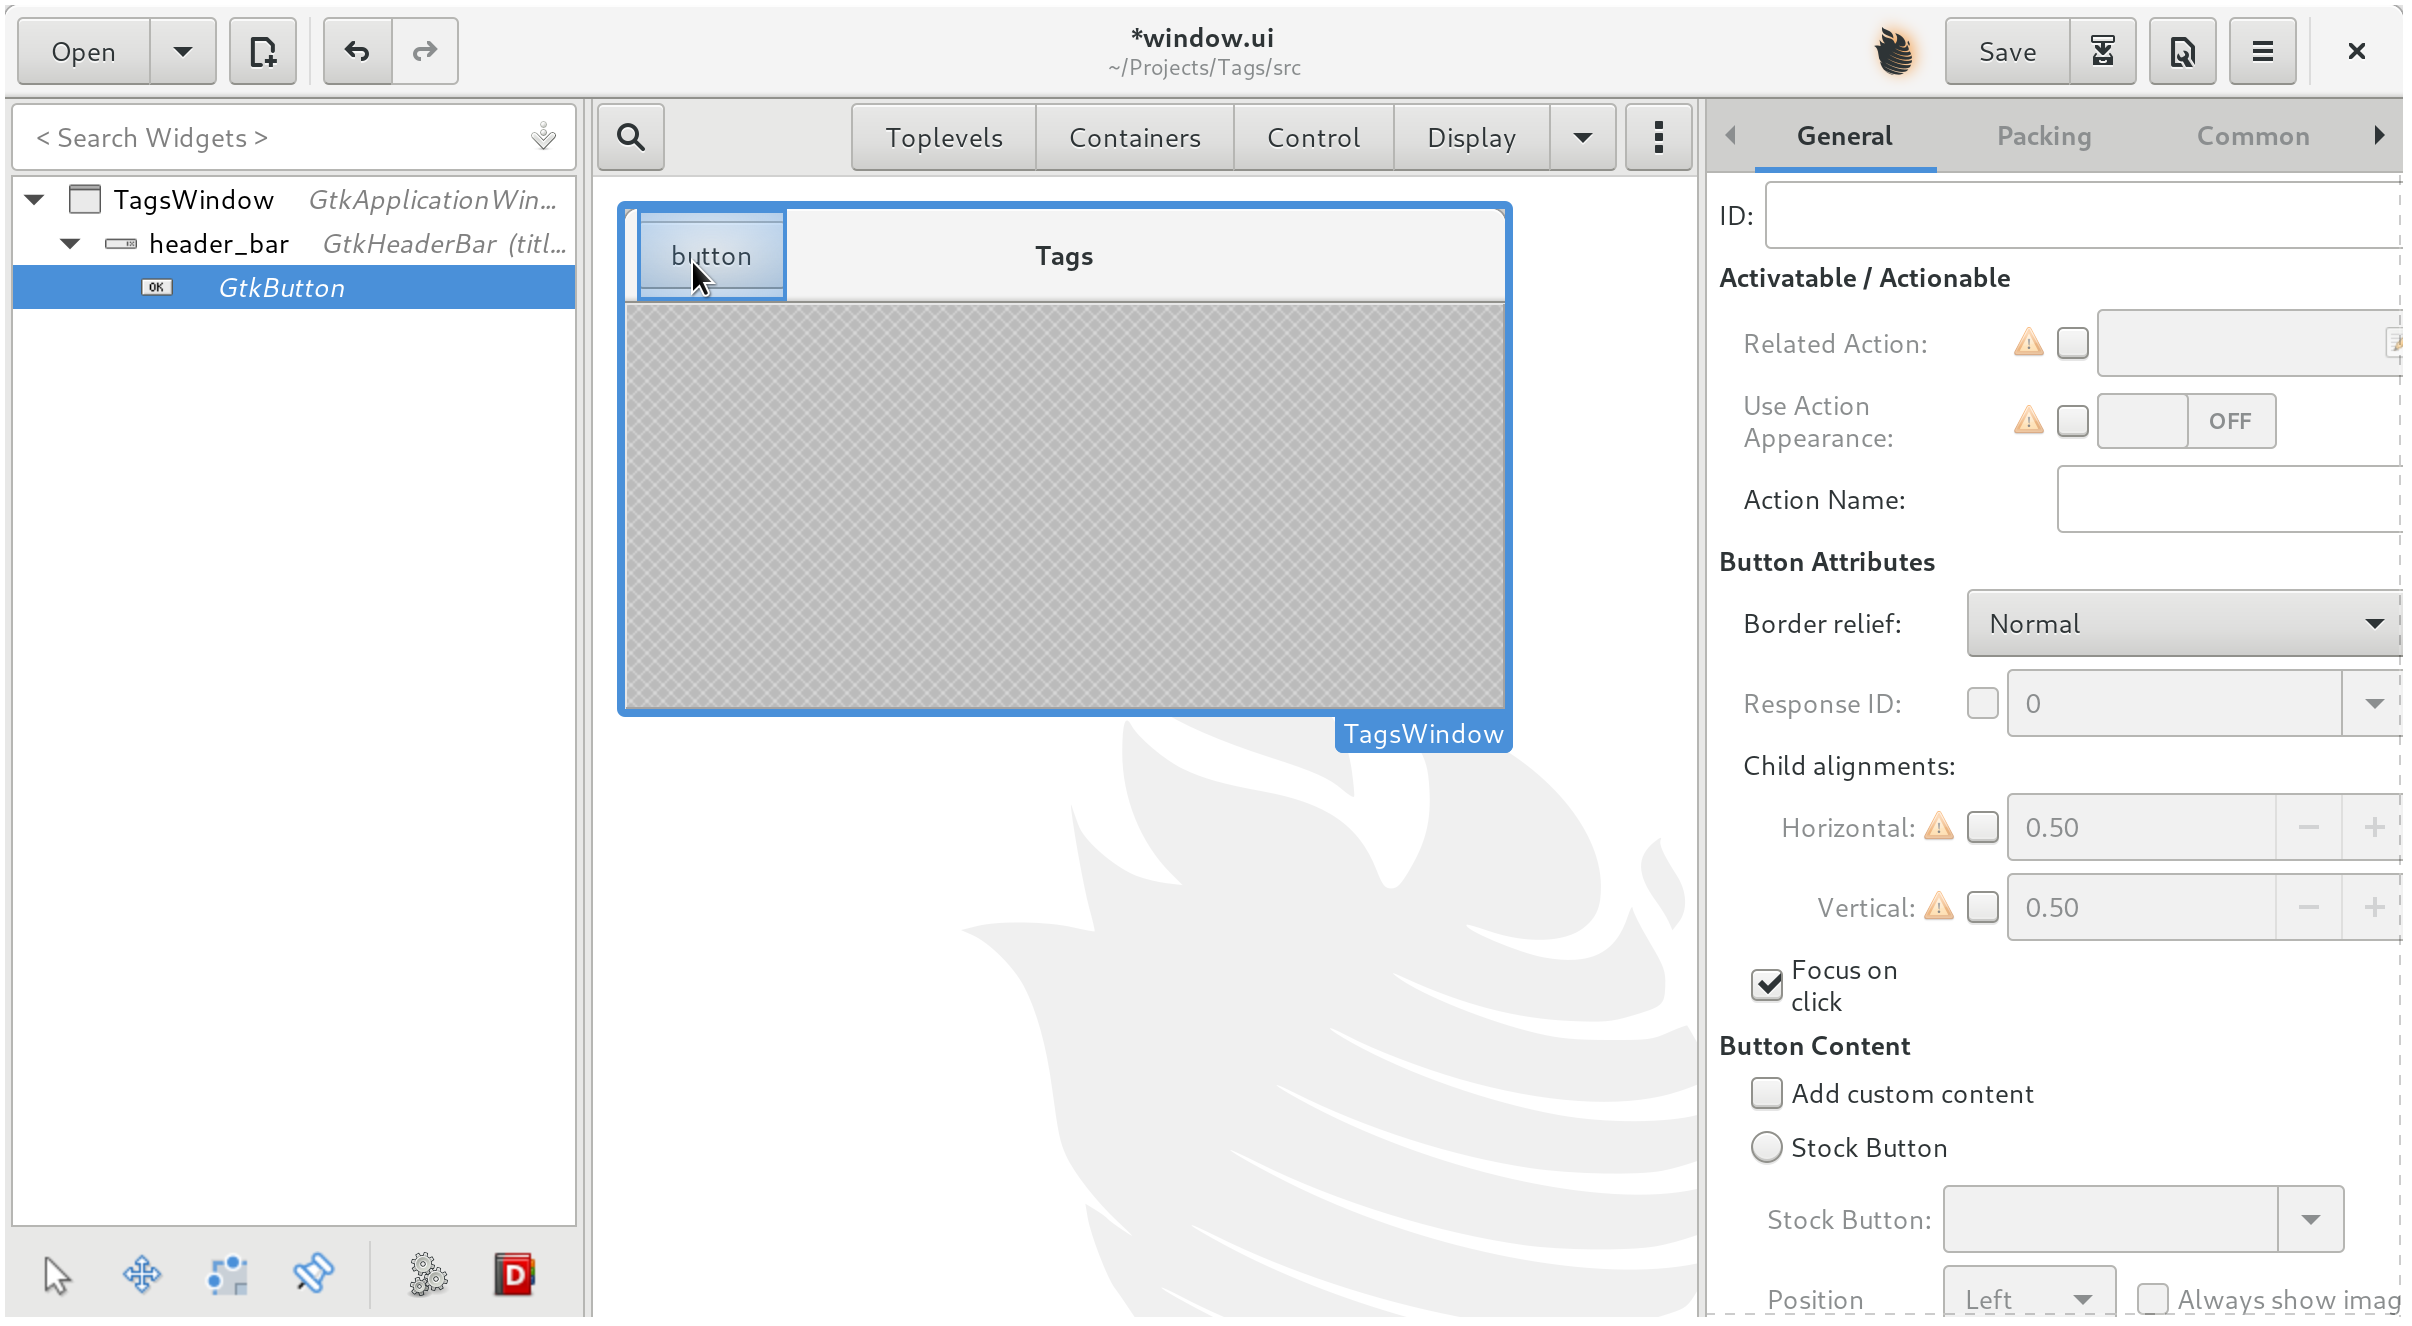 Open
*window.ui
~/Projects/Tags/src
Save
< Search Widgets >
Toplevels
Containers
Control
Display
General
Packing
Common
TagsWindow GtkApplicationWin...
header_bar GtkHeaderBar (titl...
OK GtkButton
button
Tags
TagsWindow
ID:
Activatable / Actionable
Related Action:
Use Action
Appearance:
OFF
Action Name:
Button Attributes
Border relief:
Normal
Response ID:
0
Child alignments:
Horizontal:
0.50
Vertical:
0.50
Focus on
click
Button Content
Add custom content
Stock Button
Stock Button:
Position
Left
Always show imag
D